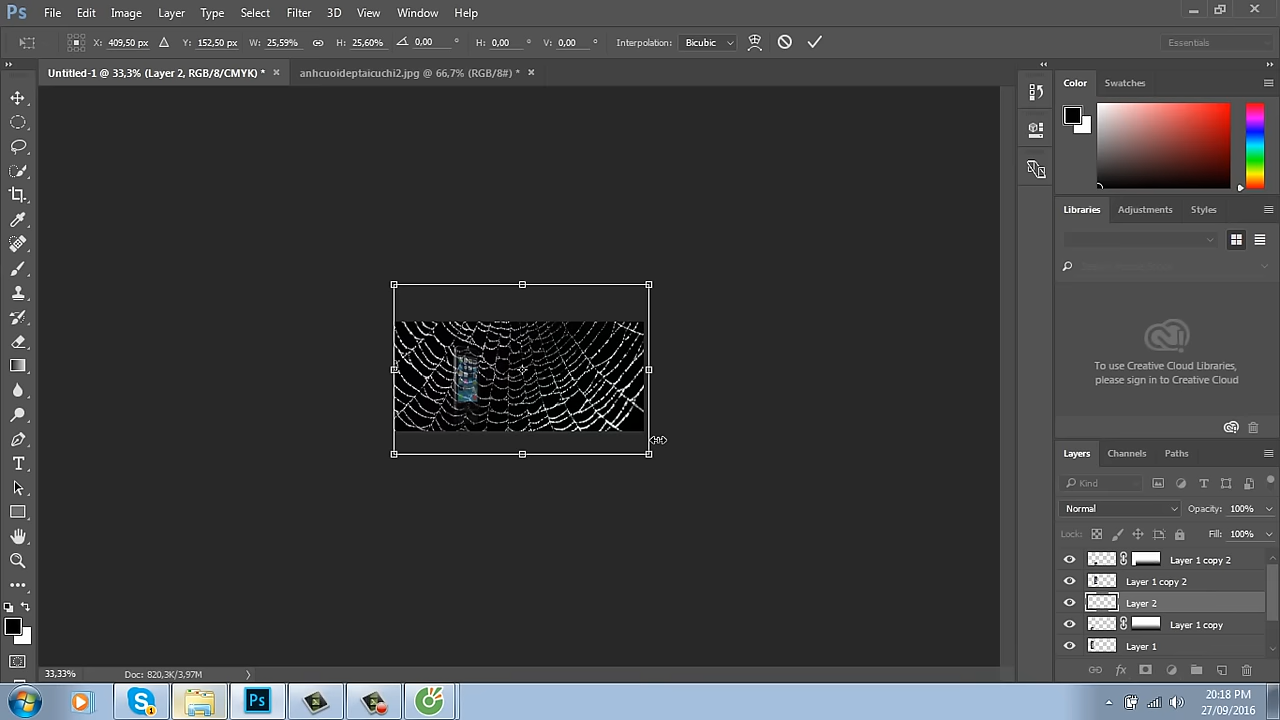 Ps File Edit Image Layer Type Select Filter 3D View Window Help
X: 409,50 px Y: 152,50 px W: 25,59% H: 25,60% 0,00 ° H: 0,00 ° V: 0,00 ° Interpolation: Bicubic Essentials
Untitled-1 @ 33,3% (Layer 2, RGB/8/CMYK) * × anhcuoideptaicuchi2.jpg @ 66,7% (RGB/8#) * ×
Color Swatches
Libraries Adjustments Styles
To use Creative Cloud Libraries,
please sign in to Creative Cloud
Layers Channels Paths
Kind
Normal Opacity: 100%
Lock: Fill: 100%
Layer 1 copy 2
Layer 1 copy 2
Layer 2
Layer 1 copy
Layer 1
33,33% Doc: 820,3K/3,97M
Ps
20:18 PM
27/09/2016